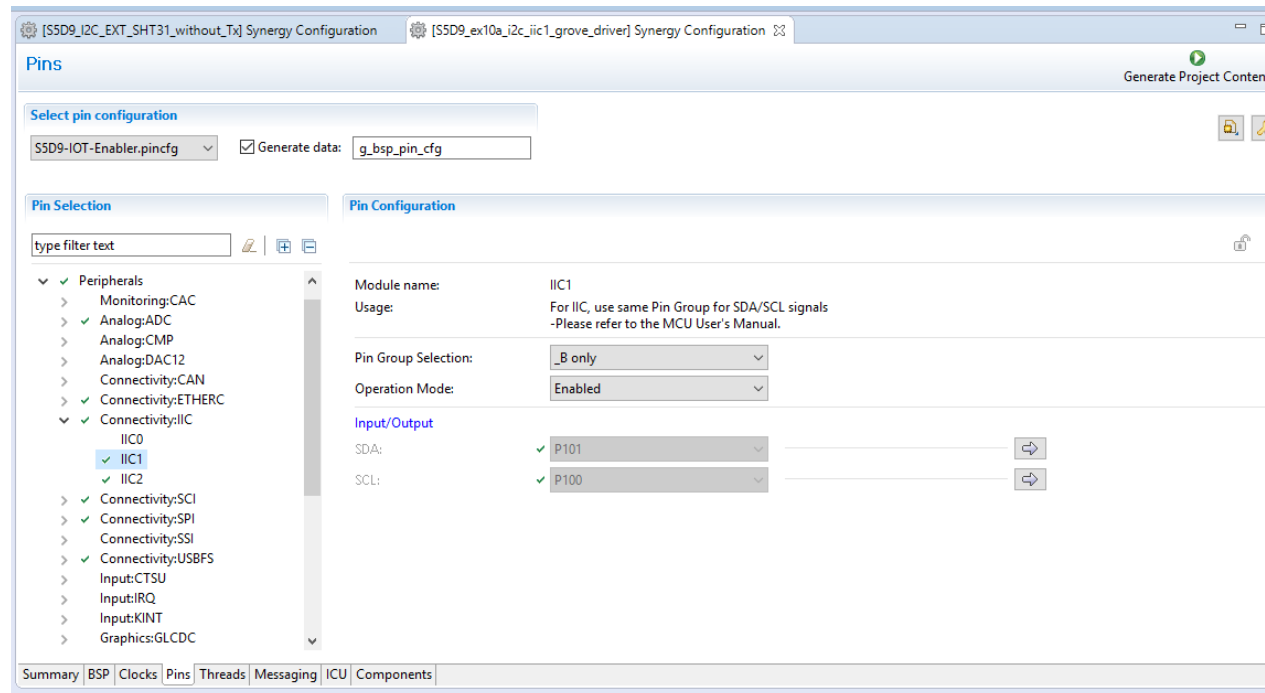 [S5D9_I2C_EXT_SHT31_without_Tx] Synergy Configuration [S5D9_ex10a_i2c_iic1_grove_driver] Synergy Configuration
Pins
Generate Project Conten
Select pin configuration
S5D9-IOT-Enabler.pincfg Generate data: g_bsp_pin_cfg
Pin Selection Pin Configuration
type filter text
Peripherals
Monitoring:CAC
Analog:ADC
Analog:CMP
Analog:DAC12
Connectivity:CAN
Connectivity:ETHERC
Connectivity:IIC
IIC0
IIC1
IIC2
Connectivity:SCI
Connectivity:SPI
Connectivity:SSI
Connectivity:USBFS
Input:CTSU
Input:IRQ
Input:KINT
Graphics:GLCDC
Module name: IIC1
Usage: For IIC, use same Pin Group for SDA/SCL signals
-Please refer to the MCU User's Manual.
Pin Group Selection: _B only
Operation Mode: Enabled
Input/Output
SDA: P101
SCL: P100
Summary BSP Clocks Pins Threads Messaging ICU Components